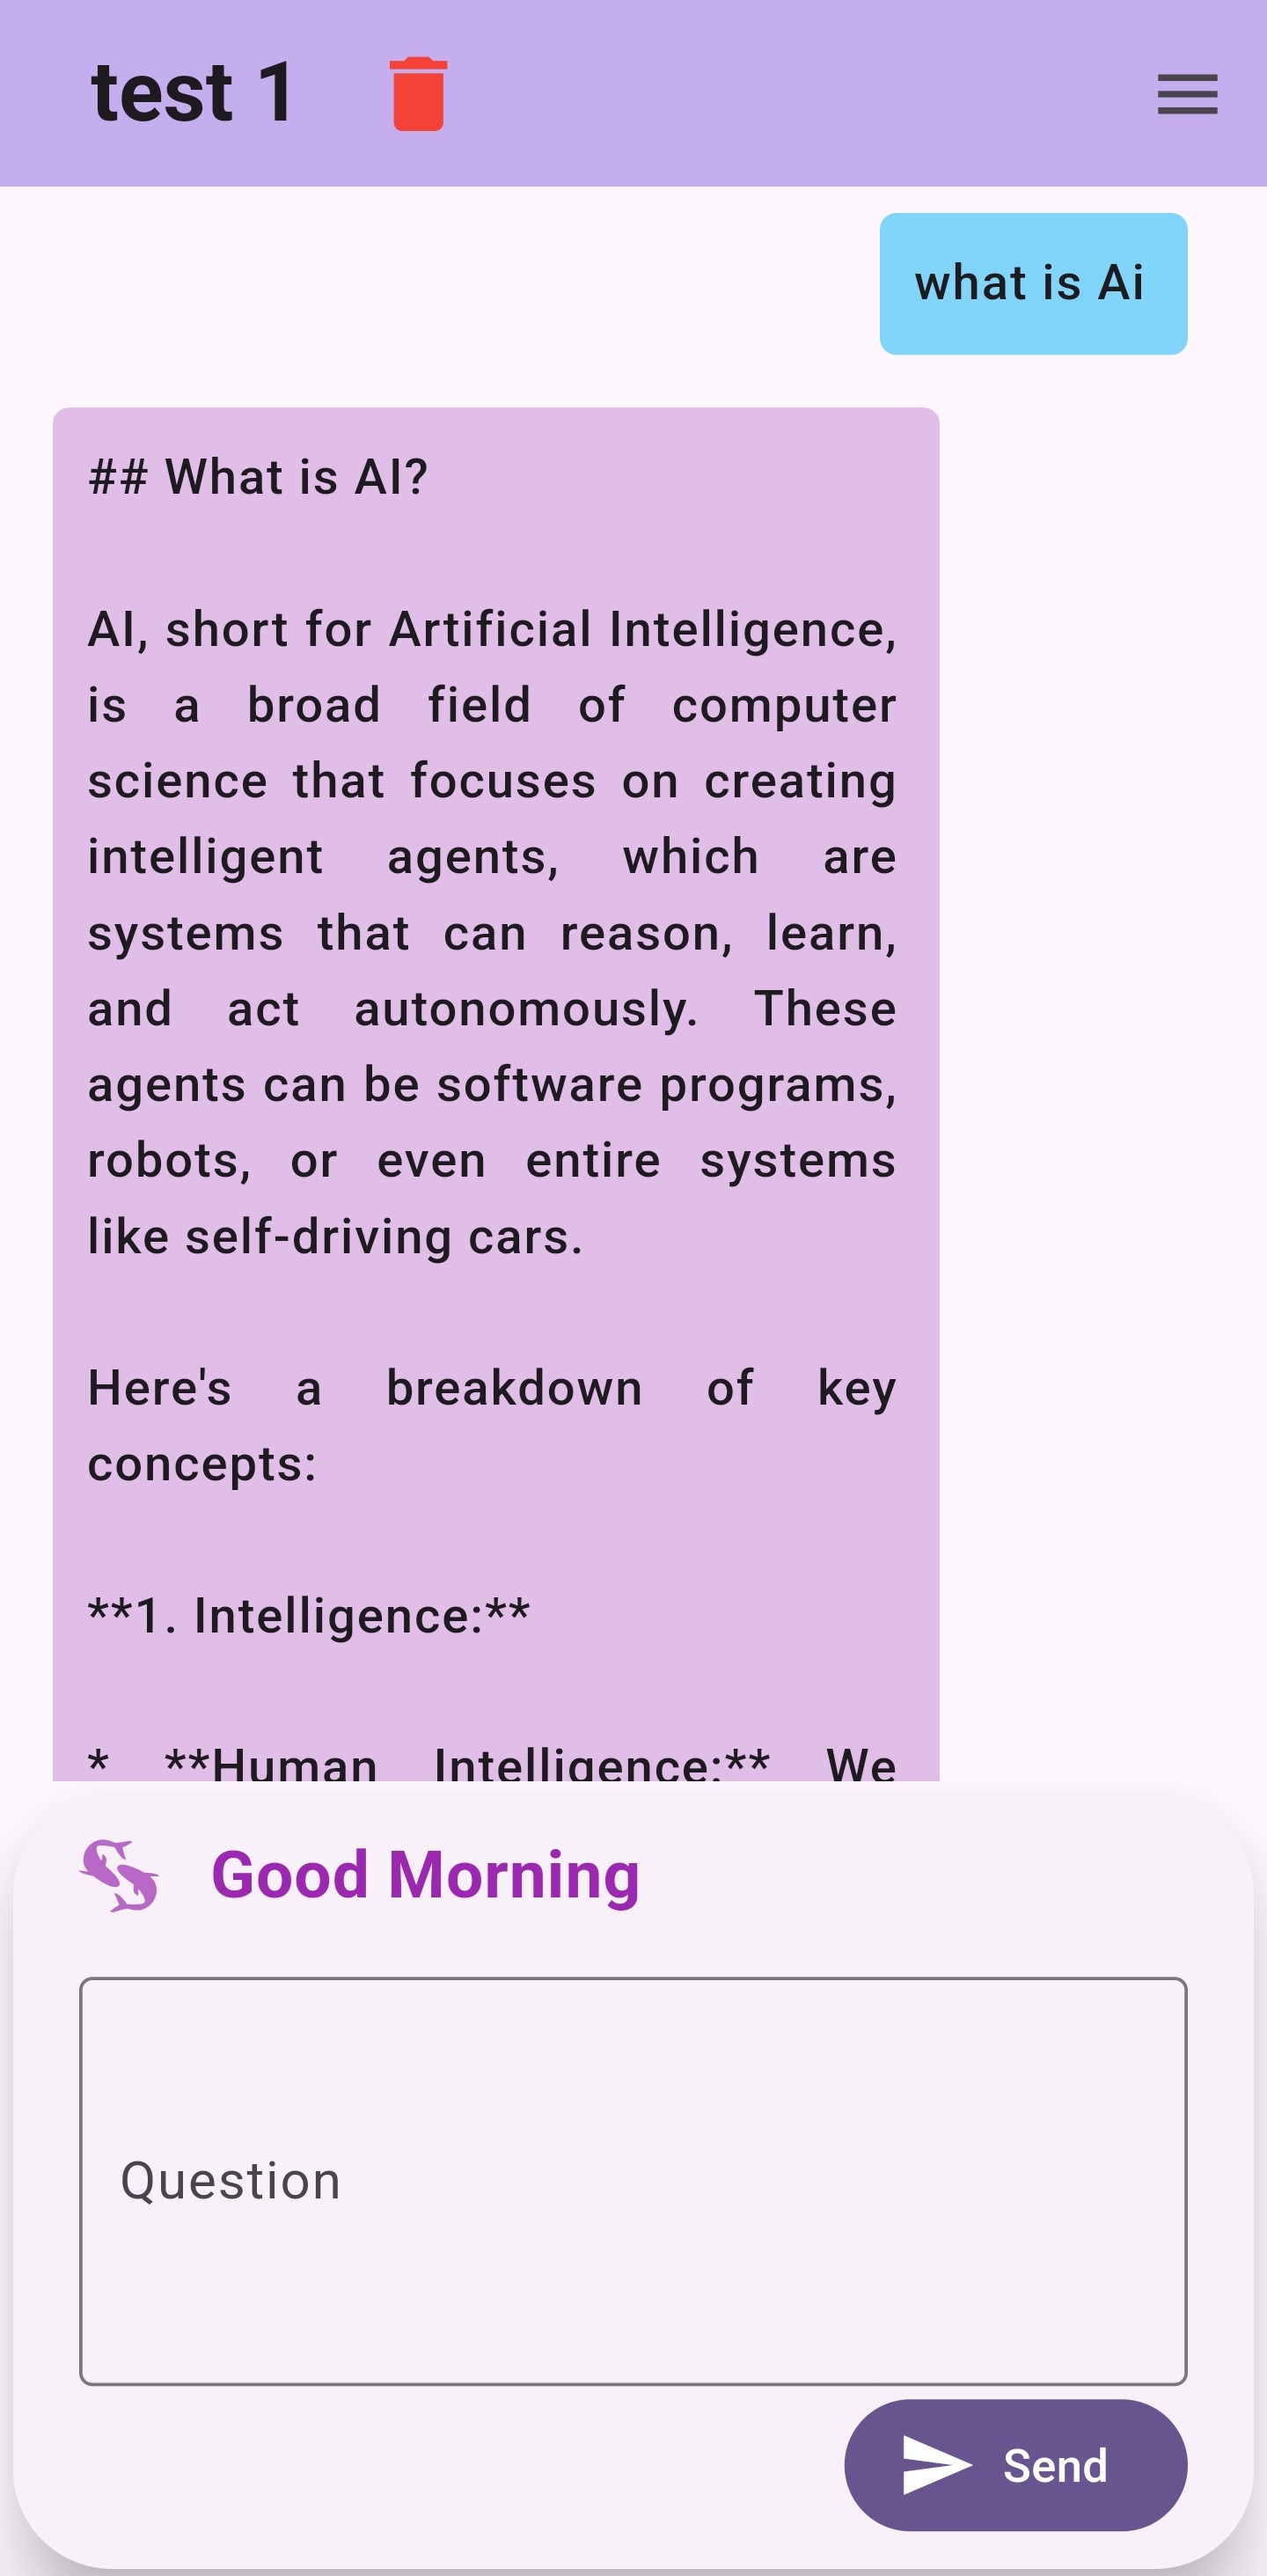 test 1
what is Ai
## What is AI?
AI, short for Artificial Intelligence,
is a broad field of computer
science that focuses on creating
intelligent agents, which are
systems that can reason, learn,
and act autonomously. These
agents can be software programs,
robots, or even entire systems
like self-driving cars.
Here's a breakdown of key
concepts:
**1. Intelligence:**
* **Human Intelligence:** We
Good Morning
Question
Send